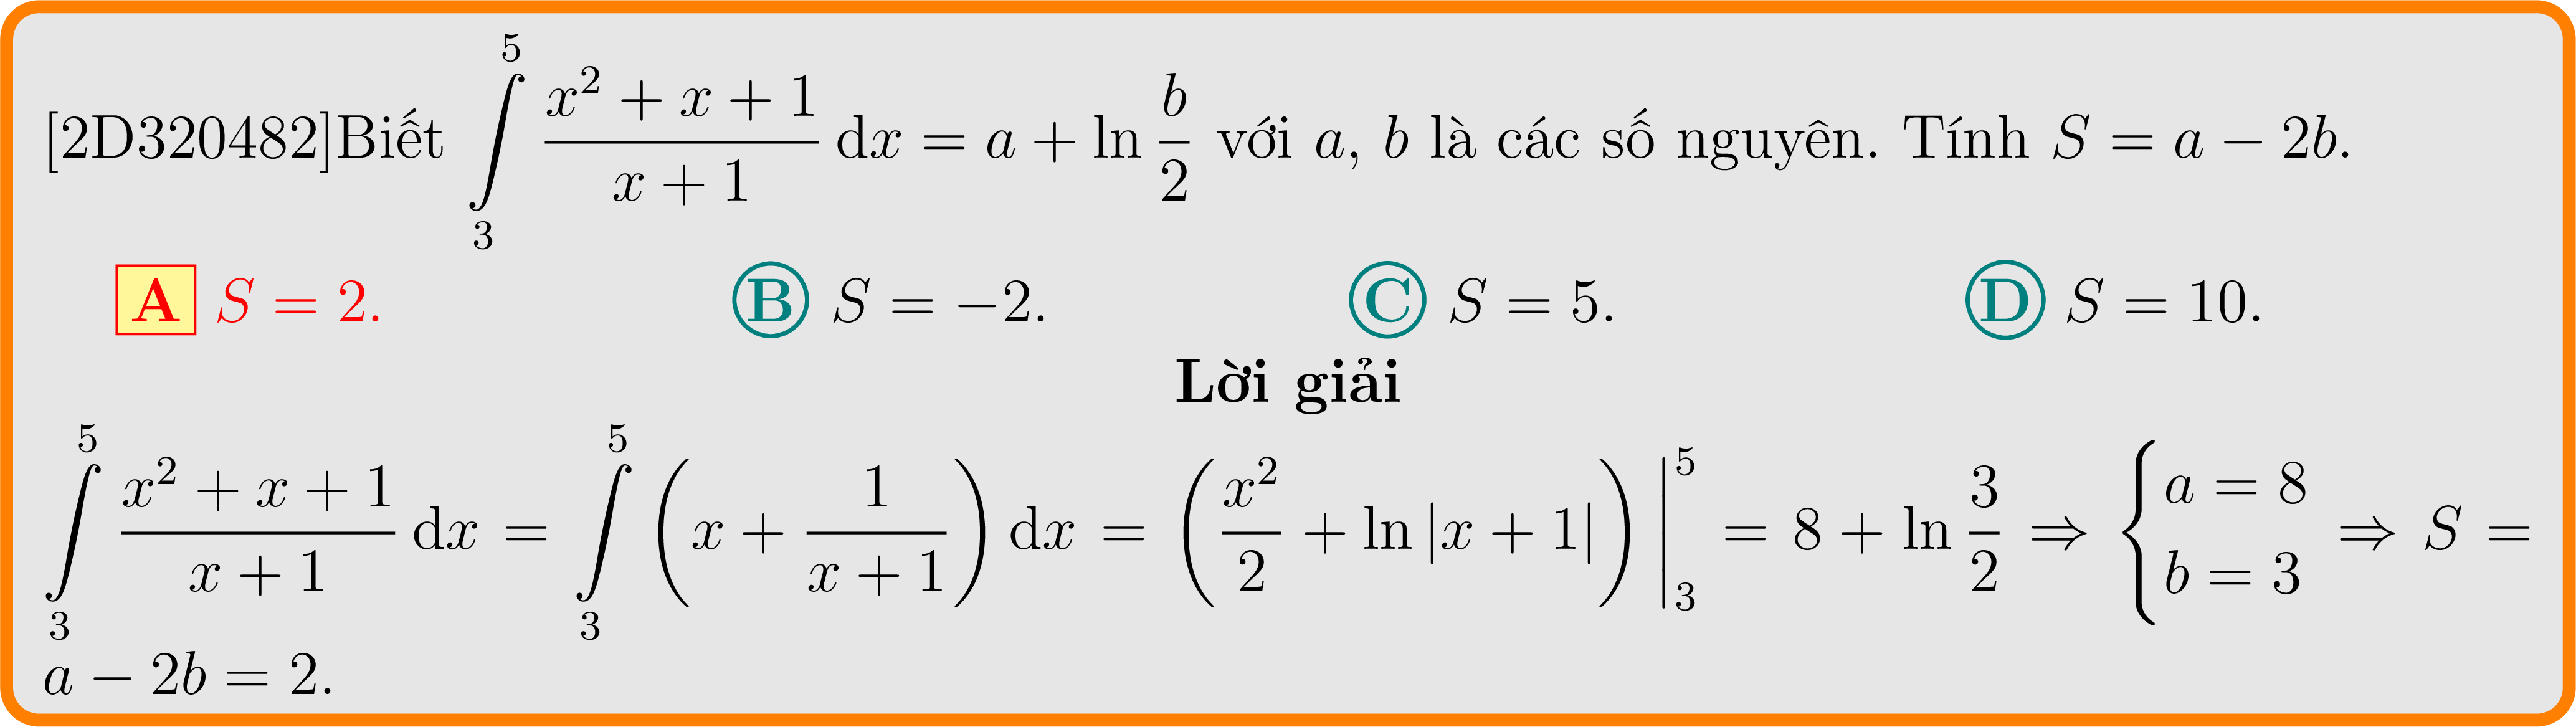 [2D320482]Biết $\int\limits_3^5 \frac{x^2 + x + 1}{x + 1} \, \mathrm{d}x = a + \ln \frac{b}{2}$ với $a$, $b$ là các số nguyên. Tính $S = a - 2b$.
A $S = 2$. B $S = -2$. C $S = 5$. D $S = 10$.
Lời giải
$\int\limits_3^5 \frac{x^2 + x + 1}{x + 1} \, \mathrm{d}x = \int\limits_3^5 \left( x + \frac{1}{x + 1} \right) \mathrm{d}x = \left( \frac{x^2}{2} + \ln |x + 1| \right) \Big|_3^5 = 8 + \ln \frac{3}{2} \Rightarrow \begin{cases} a = 8 \\ b = 3 \end{cases} \Rightarrow S =$
$a - 2b = 2$.